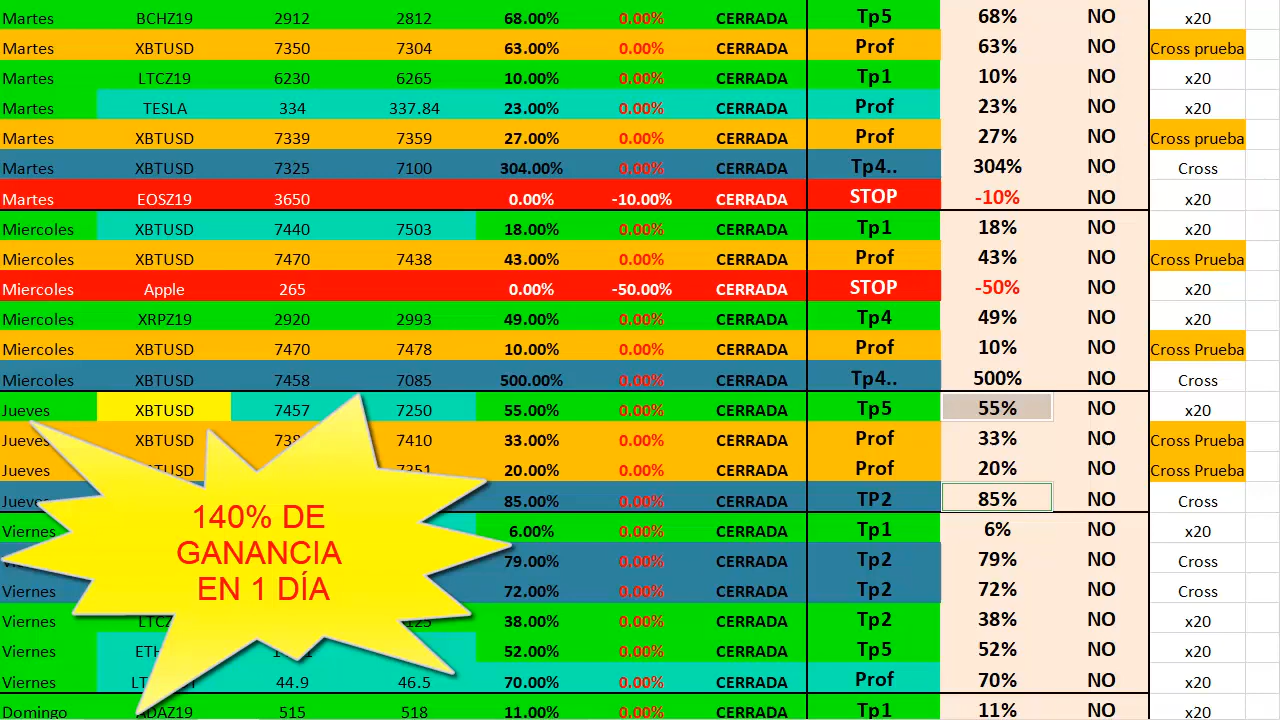 Martes BCHZ19 2912 2812 68.00% 0.00% CERRADA Tp5 68% NO x20
Martes XBTUSD 7350 7304 63.00% 0.00% CERRADA Prof 63% NO Cross prueba
Martes LTCZ19 6230 6265 10.00% 0.00% CERRADA Tp1 10% NO x20
Martes TESLA 334 337.84 23.00% 0.00% CERRADA Prof 23% NO x20
Martes XBTUSD 7339 7359 27.00% 0.00% CERRADA Prof 27% NO Cross prueba
Martes XBTUSD 7325 7100 304.00% 0.00% CERRADA Tp4.. 304% NO Cross
Martes EOSZ19 3650 0.00% -10.00% CERRADA STOP -10% NO x20
Miercoles XBTUSD 7440 7503 18.00% 0.00% CERRADA Tp1 18% NO x20
Miercoles XBTUSD 7470 7438 43.00% 0.00% CERRADA Prof 43% NO Cross Prueba
Miercoles Apple 265 0.00% -50.00% CERRADA STOP -50% NO x20
Miercoles XRPZ19 2920 2993 49.00% 0.00% CERRADA Tp4 49% NO x20
Miercoles XBTUSD 7470 7478 10.00% 0.00% CERRADA Prof 10% NO Cross Prueba
Miercoles XBTUSD 7458 7085 500.00% 0.00% CERRADA Tp4.. 500% NO Cross
Jueves XBTUSD 7457 7250 55.00% 0.00% CERRADA Tp5 55% NO x20
Jueves XBTUSD 7410 33.00% 0.00% CERRADA Prof 33% NO Cross Prueba
Jueves 20.00% 0.00% CERRADA Prof 20% NO Cross Prueba
85.00% 0.00% CERRADA TP2 85% NO Cross
Viernes 6.00% 0.00% CERRADA Tp1 6% NO x20
79.00% 0.00% CERRADA Tp2 79% NO Cross
Viernes 72.00% 0.00% CERRADA Tp2 72% NO Cross
Viernes 38.00% 0.00% CERRADA Tp2 38% NO x20
Viernes 52.00% 0.00% CERRADA Tp5 52% NO x20
Viernes 44.9 46.5 70.00% 0.00% CERRADA Prof 70% NO x20
Domingo ADAZ19 515 518 11.00% 0.00% CERRADA Tp1 11% NO x20
140% DE
GANANCIA
EN 1 DÍA